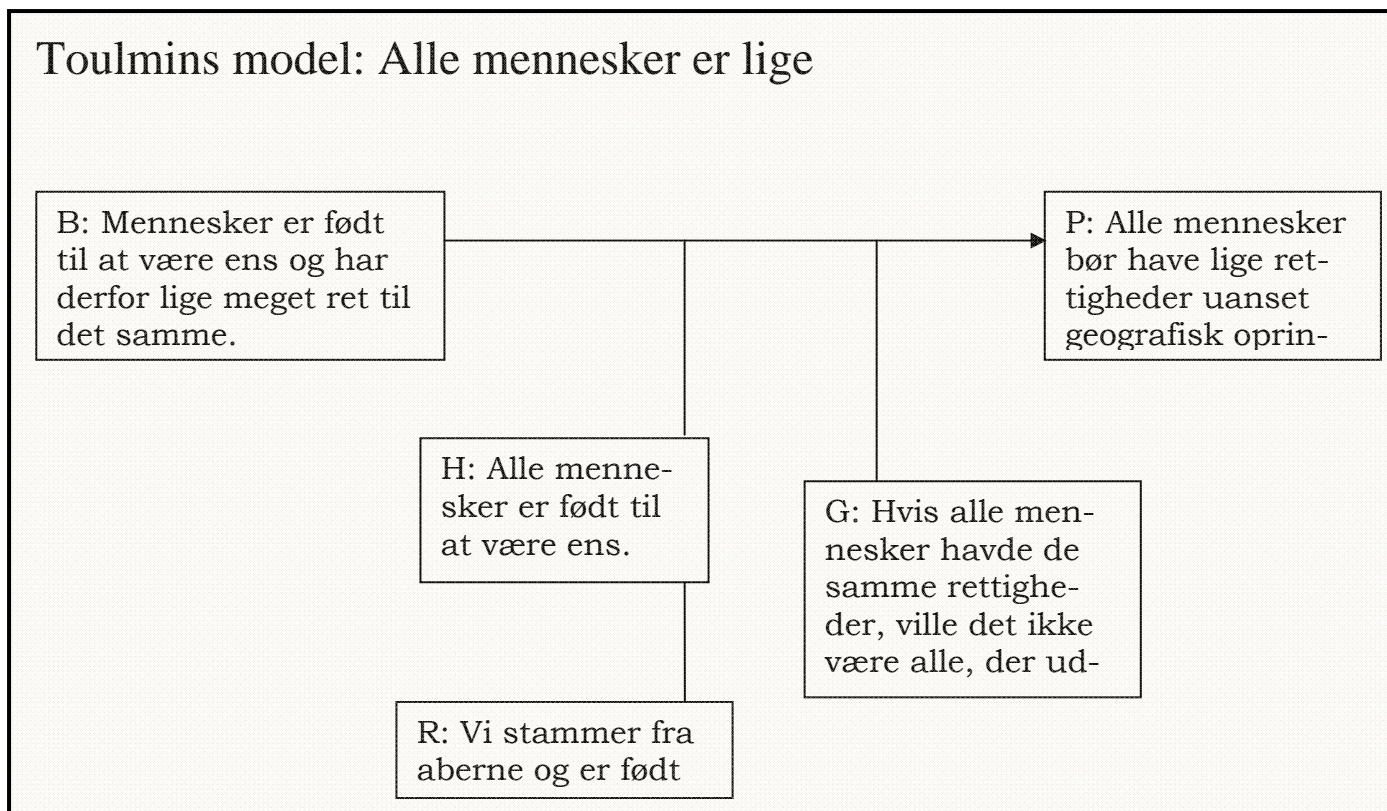 Toulmins model: Alle mennesker er lige
B: Mennesker er født
til at være ens og har
derfor lige meget ret til
det samme.
P: Alle mennesker
bør have lige ret-
tigheder uanset
geografisk oprin-
H: Alle menne-
sker er født til
at være ens.
G: Hvis alle men-
nesker havde de
samme rettighe-
der, ville det ikke
være alle, der ud-
R: Vi stammer fra
aberne og er født